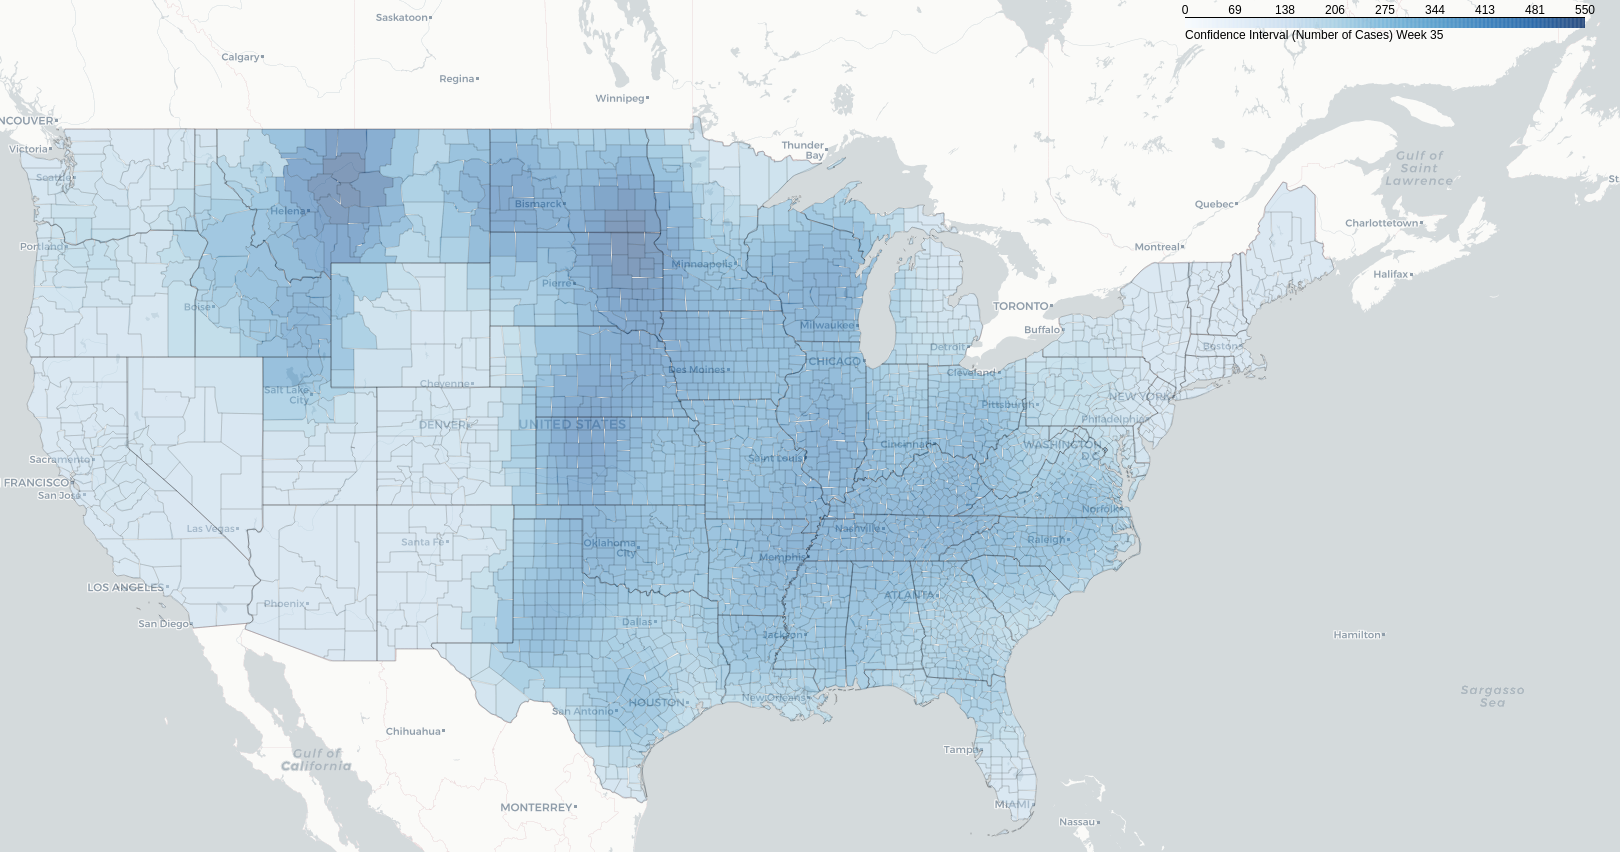 0 69 138 206 275 344 413 481 550
Confidence Interval (Number of Cases) Week 35
Saskatoon
Calgary
Regina
Winnipeg
NCOUVER
Victoria
Thunder
Bay
Gulf of
Saint
Lawrence
St
Seattle
Helena
Bismarck
Quebec
Charlottetown
Portland
Montreal
Minneapolis
Halifax
Pierre
Boise
TORONTO
Milwaukee
Buffalo
Detroit
Boston
CHICAGO
Des Moines
Cleveland
Cheyenne
Salt Lake
City
NEW YORK
Pittsburgh
Philadelphia
DENVER
UNITED STATES
Cincinnati
WASHINGTON
D.C.
Sacramento
Saint Louis
FRANCISCO
San Jose
Norfolk
Las Vegas
Nashville
Santa Fe
Oklahoma
City
Raleigh
Memphis
LOS ANGELES
ATLANTA
Phoenix
San Diego
Dallas
Jackson
Hamilton
Sargasso
Sea
New Orleans
HOUSTON
San Antonio
Chihuahua
Gulf of
California
Tampa
MIAMI
MONTERREY
Nassau